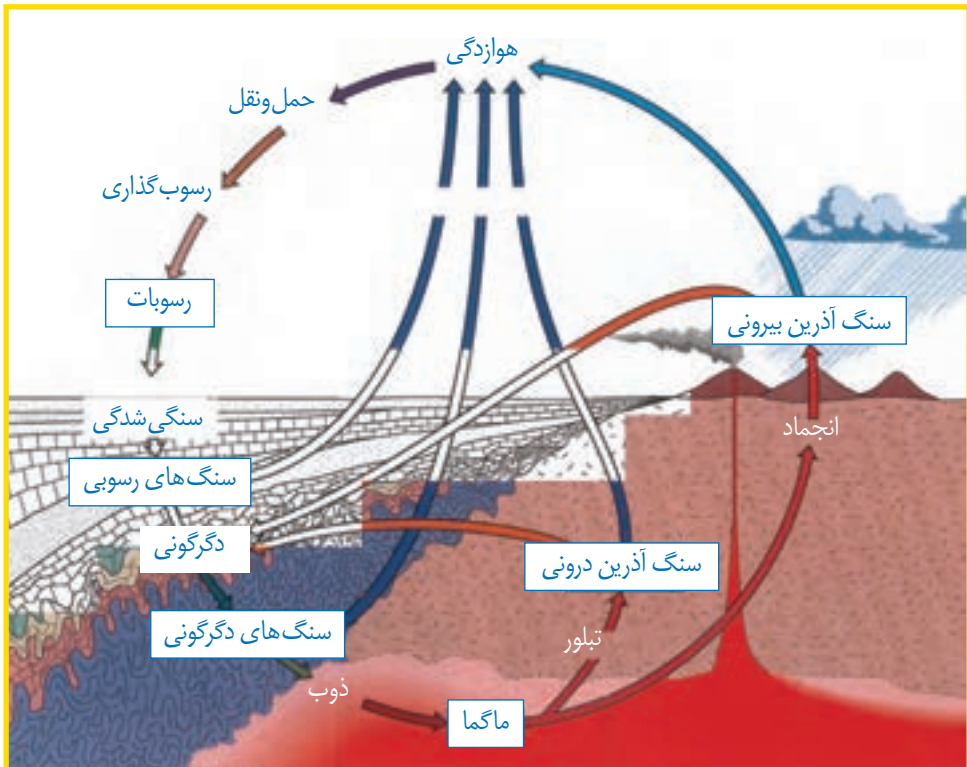 هوازدگی
حمل‌ونقل
رسوب‌گذاری
رسوبات
سنگ آذرین بیرونی
سنگی‌شدگی
انجماد
سنگ‌های رسوبی
دگرگونی
سنگ آذرین درونی
سنگ‌های دگرگونی
تبلور
ذوب
ماگما